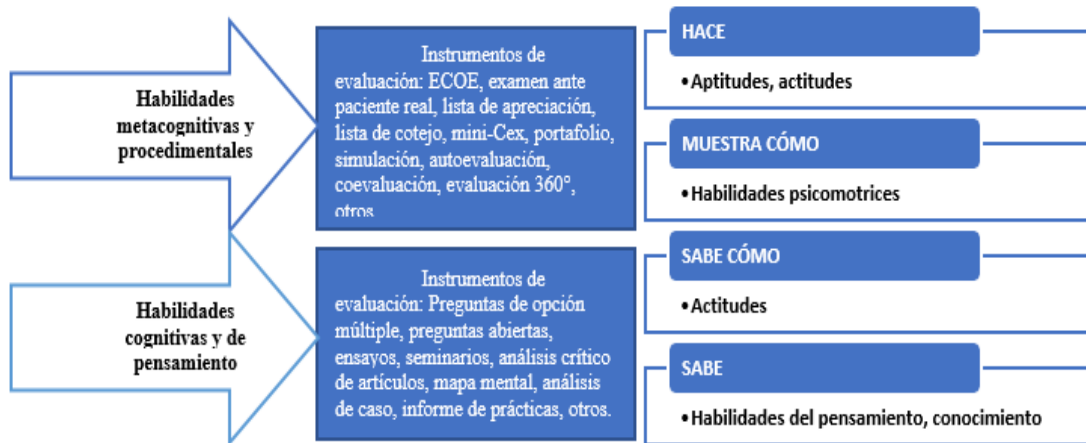 Habilidades
metacognitivas y
procedimentales
Instrumentos de
evaluación: ECOE, examen ante
paciente real, lista de apreciación,
lista de cotejo, mini-Cex, portafolio,
simulación, autoevaluación,
coevaluación, evaluación 360°,
otros
HACE
•Aptitudes, actitudes
MUESTRA CÓMO
•Habilidades psicomotrices
Habilidades
cognitivas y de
pensamiento
Instrumentos de
evaluación: Preguntas de opción
múltiple, preguntas abiertas,
ensayos, seminarios, análisis crítico
de artículos, mapa mental, análisis
de caso, informe de prácticas, otros.
SABE CÓMO
•Actitudes
SABE
•Habilidades del pensamiento, conocimiento